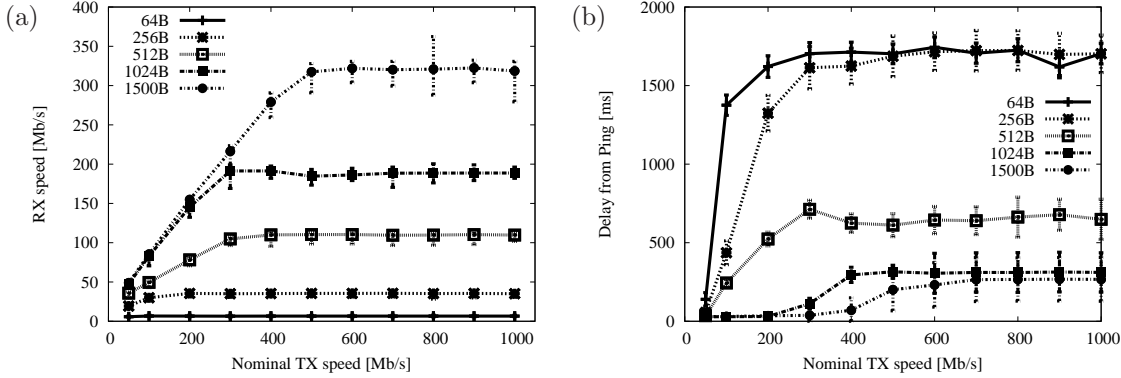 (a)
64B
256B
512B
1024B
1500B
400
350
300
250
200
150
100
50
0
RX speed [Mb/s]
0 200 400 600 800 1000
Nominal TX speed [Mb/s]
(b)
2000
1500
1000
500
0
Delay from Ping [ms]
64B
256B
512B
1024B
1500B
0 200 400 600 800 1000
Nominal TX speed [Mb/s]